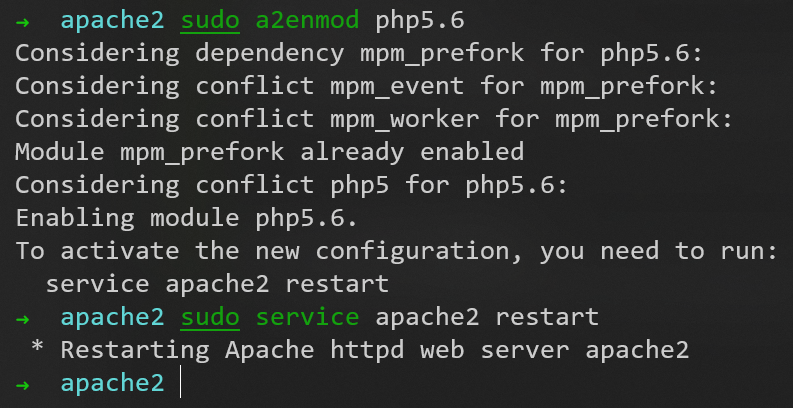 → apache2 sudo a2enmod php5.6
Considering dependency mpm_prefork for php5.6:
Considering conflict mpm_event for mpm_prefork:
Considering conflict mpm_worker for mpm_prefork:
Module mpm_prefork already enabled
Considering conflict php5 for php5.6:
Enabling module php5.6.
To activate the new configuration, you need to run:
  service apache2 restart
→ apache2 sudo service apache2 restart
 * Restarting Apache httpd web server apache2
→ apache2